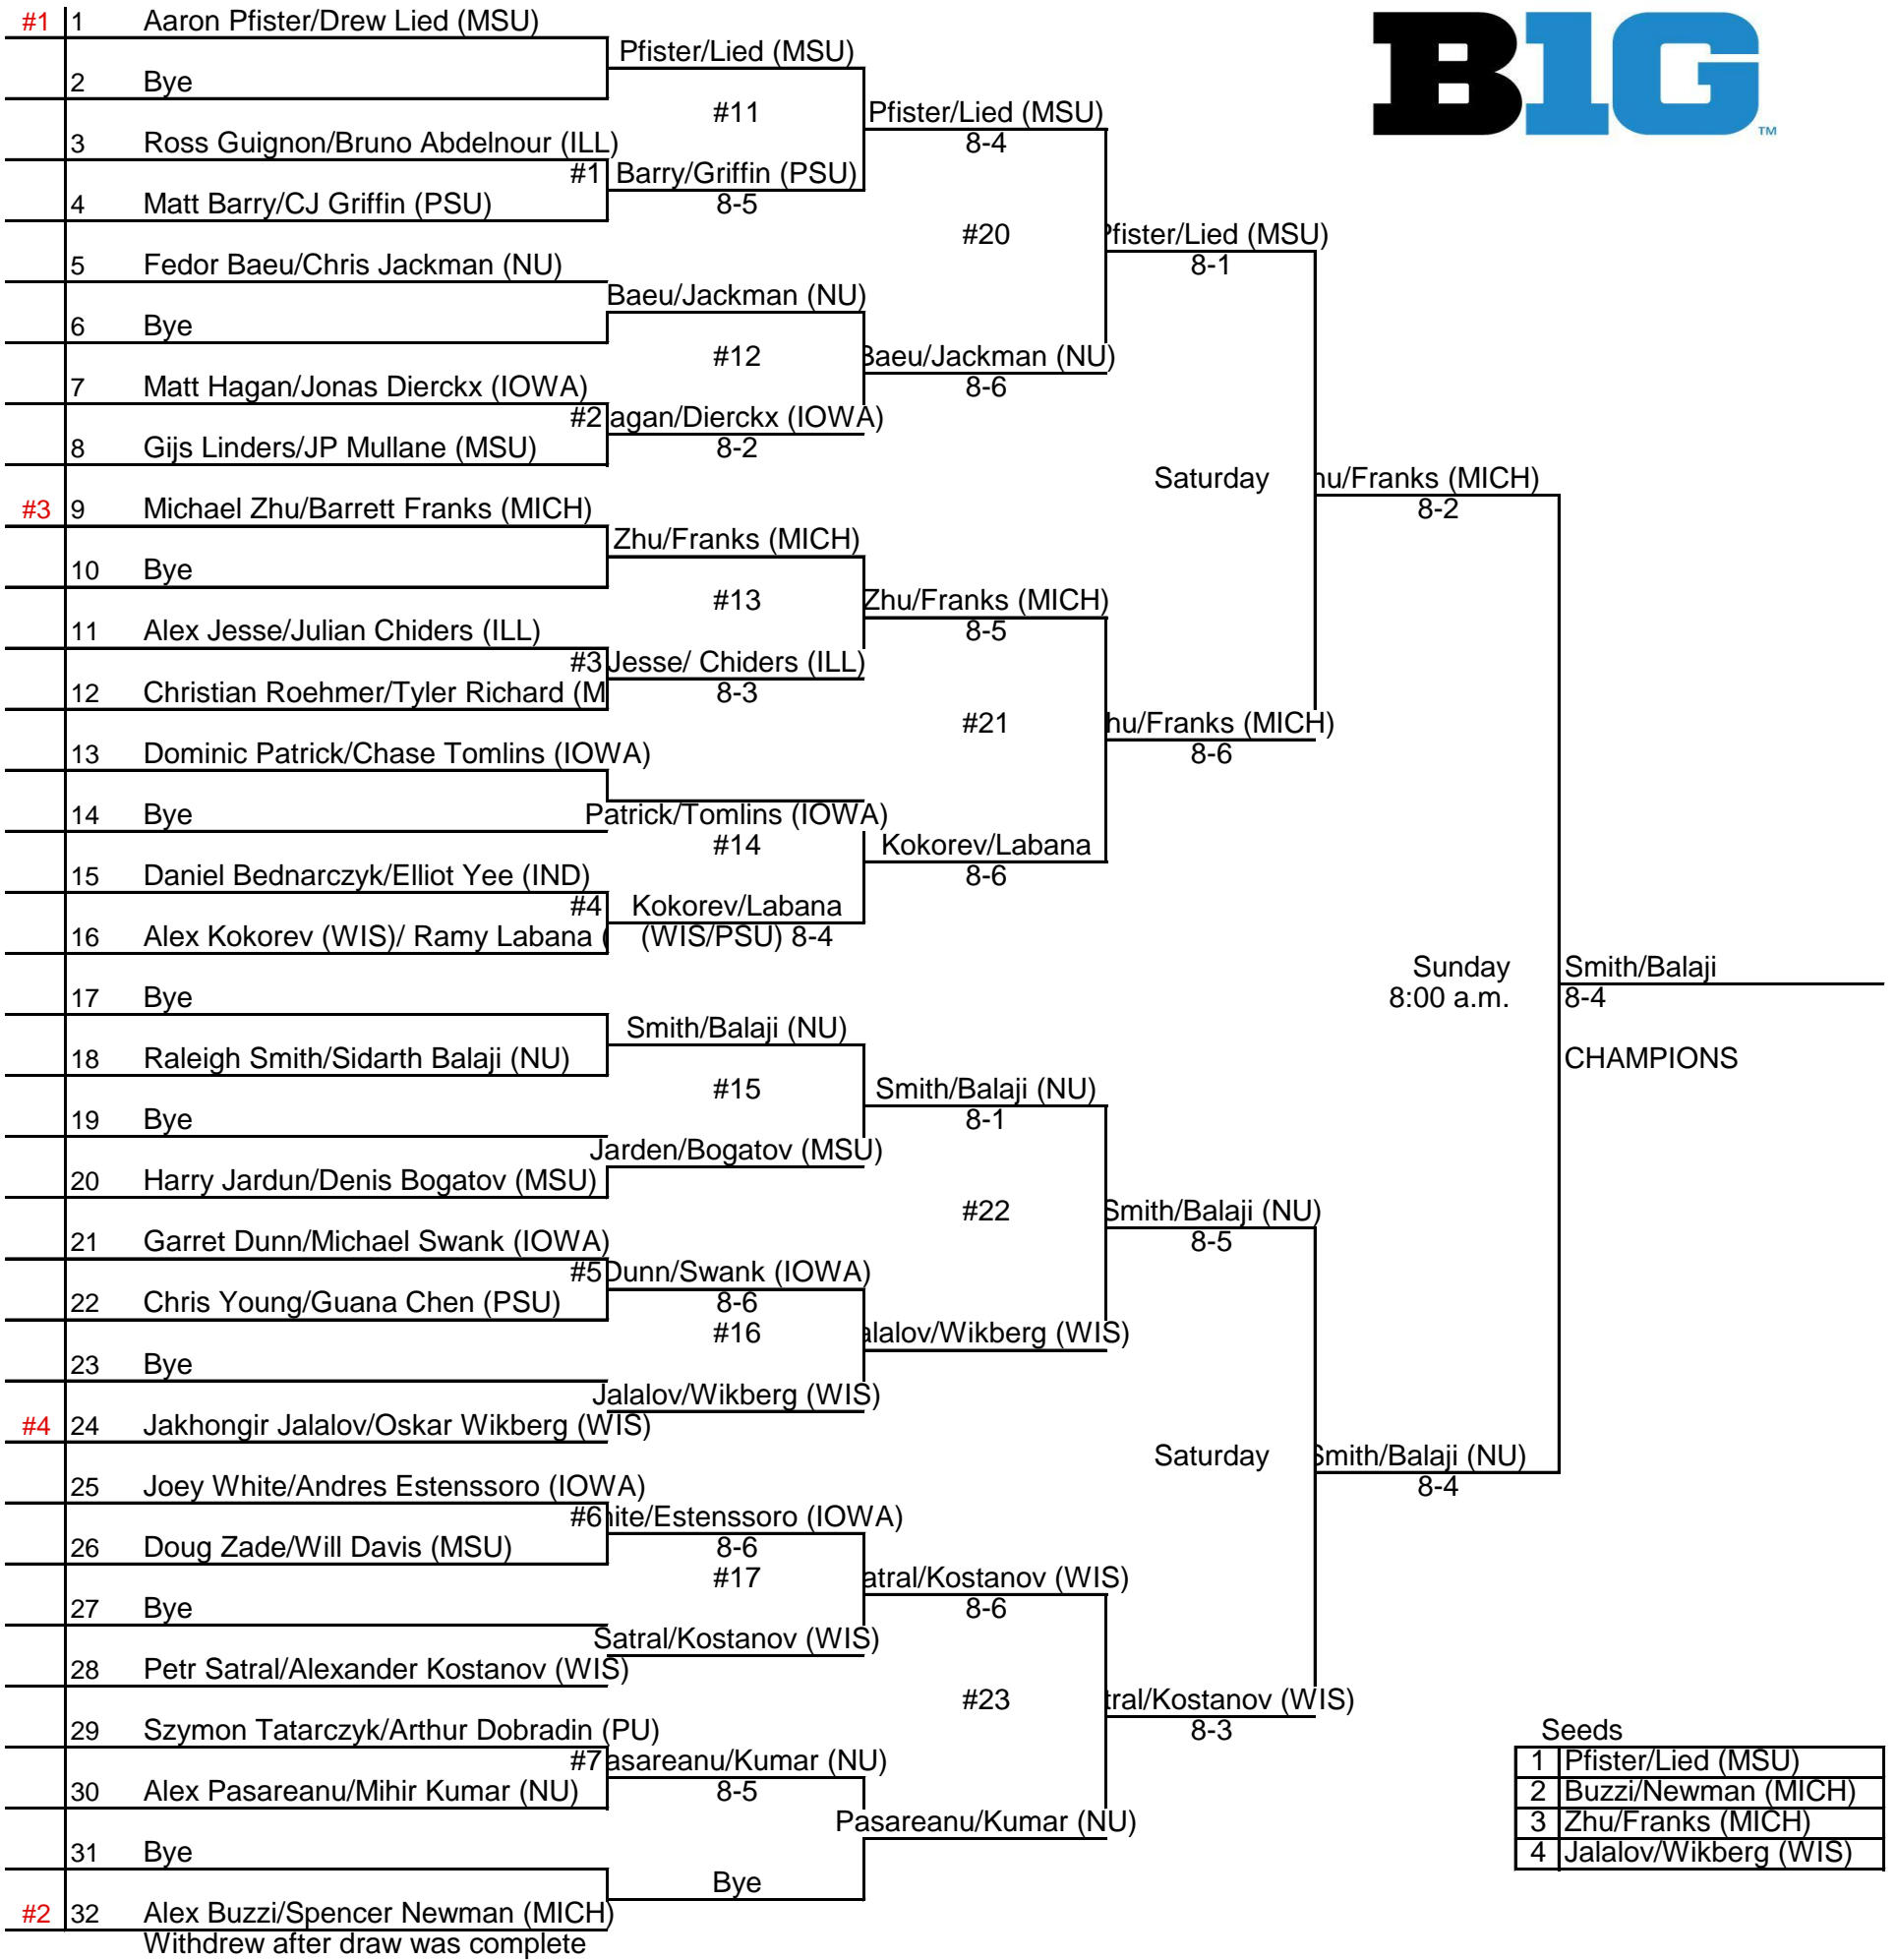 #1 1 Aaron Pfister/Drew Lied (MSU)
B1G
TM
Pfister/Lied (MSU)
2 Bye
#11 Pfister/Lied (MSU)
3 Ross Guignon/Bruno Abdelnour (ILL) 8-4
#1 Barry/Griffin (PSU)
4 Matt Barry/CJ Griffin (PSU) 8-5
#20 fister/Lied (MSU)
5 Fedor Baeu/Chris Jackman (NU) 8-1
Baeu/Jackman (NU)
6 Bye
#12 Baeu/Jackman (NU)
7 Matt Hagan/Jonas Dierckx (IOWA) 8-6
#2 agan/Dierckx (IOWA)
8 Gijs Linders/JP Mullane (MSU) 8-2
Saturday hu/Franks (MICH)
#3 9 Michael Zhu/Barrett Franks (MICH) 8-2
Zhu/Franks (MICH)
10 Bye
#13 Zhu/Franks (MICH)
11 Alex Jesse/Julian Chiders (ILL) 8-5
#3 Jesse/ Chiders (ILL)
12 Christian Roehmer/Tyler Richard (M 8-3
#21 hu/Franks (MICH)
13 Dominic Patrick/Chase Tomlins (IOWA) 8-6
14 Bye Patrick/Tomlins (IOWA)
#14 Kokorev/Labana
15 Daniel Bednarczyk/Elliot Yee (IND) 8-6
#4 Kokorev/Labana
16 Alex Kokorev (WIS)/ Ramy Labana ( (WIS/PSU) 8-4
Sunday Smith/Balaji
17 Bye 8:00 a.m. 8-4
Smith/Balaji (NU)
18 Raleigh Smith/Sidarth Balaji (NU) CHAMPIONS
#15 Smith/Balaji (NU)
19 Bye 8-1
Jarden/Bogatov (MSU)
20 Harry Jardun/Denis Bogatov (MSU)
#22 Smith/Balaji (NU)
21 Garret Dunn/Michael Swank (IOWA) 8-5
#5 Dunn/Swank (IOWA)
22 Chris Young/Guana Chen (PSU) 8-6
#16 alalov/Wikberg (WIS)
23 Bye
Jalalov/Wikberg (WIS)
#4 24 Jakhongir Jalalov/Oskar Wikberg (WIS)
Saturday Smith/Balaji (NU)
25 Joey White/Andres Estenssoro (IOWA) 8-4
#6 ite/Estenssoro (IOWA)
26 Doug Zade/Will Davis (MSU) 8-6
#17 atral/Kostanov (WIS)
27 Bye 8-6
Satral/Kostanov (WIS)
28 Petr Satral/Alexander Kostanov (WIS)
#23 tral/Kostanov (WIS)
29 Szymon Tatarczyk/Arthur Dobradin (PU) 8-3 Seeds
#7 asareanu/Kumar (NU) 1 Pfister/Lied (MSU)
30 Alex Pasareanu/Mihir Kumar (NU) 8-5 2 Buzzi/Newman (MICH)
Pasareanu/Kumar (NU) 3 Zhu/Franks (MICH)
31 Bye 4 Jalalov/Wikberg (WIS)
Bye
#2 32 Alex Buzzi/Spencer Newman (MICH)
Withdrew after draw was complete